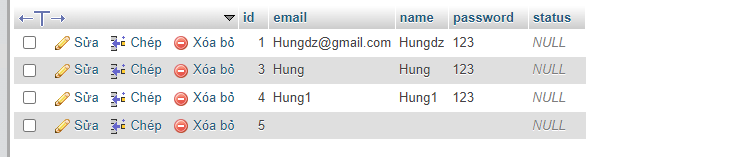 id email name password status
Sửa Chép Xóa bỏ 1 Hungdz@gmail.com Hungdz 123 NULL
Sửa Chép Xóa bỏ 3 Hung Hung 123 NULL
Sửa Chép Xóa bỏ 4 Hung1 Hung1 123 NULL
Sửa Chép Xóa bỏ 5 NULL